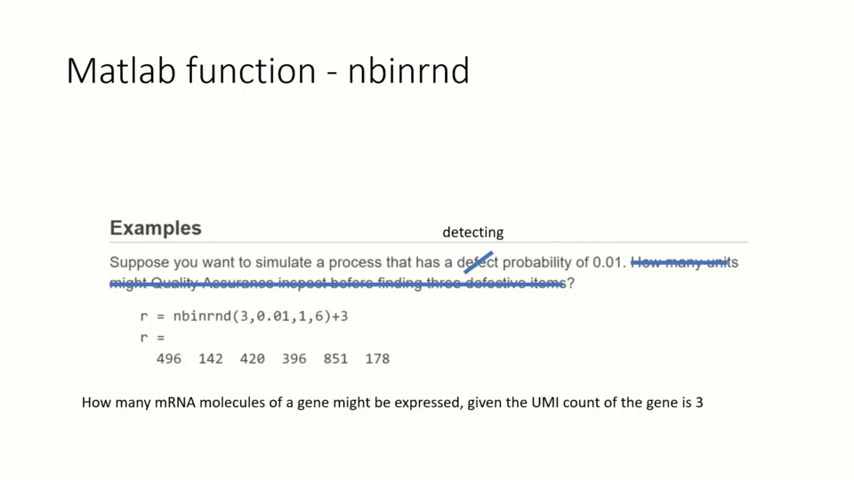 Matlab function - nbinrnd
Examples
detecting
Suppose you want to simulate a process that has a defect probability of 0.01. How many units
might Quality Assurance inspect before finding three defective items?
r = nbinrnd(3,0.01,1,6)+3
r =
496 142 420 396 851 178
How many mRNA molecules of a gene might be expressed, given the UMI count of the gene is 3